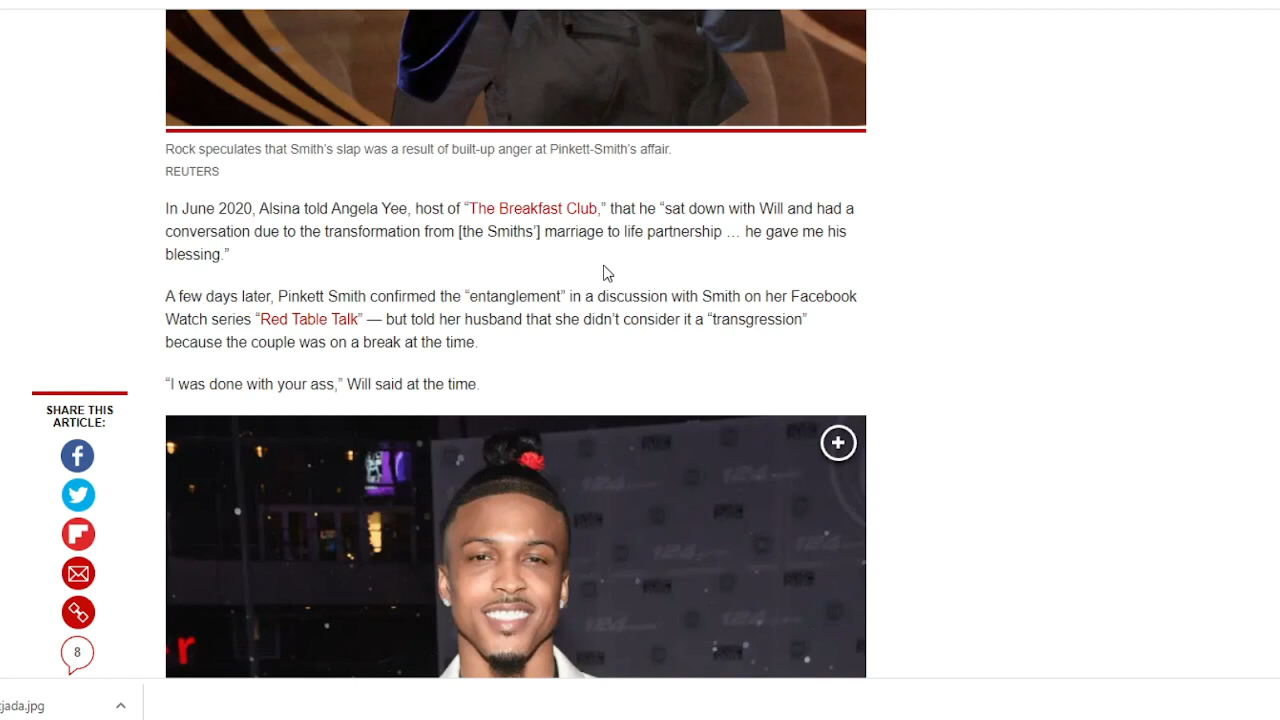 Rock speculates that Smith's slap was a result of built-up anger at Pinkett-Smith's affair.
REUTERS
In June 2020, Alsina told Angela Yee, host of “The Breakfast Club,” that he “sat down with Will and had a
conversation due to the transformation from [the Smiths’] marriage to life partnership … he gave me his
blessing.”
A few days later, Pinkett Smith confirmed the “entanglement” in a discussion with Smith on her Facebook
Watch series “Red Table Talk” — but told her husband that she didn’t consider it a “transgression”
because the couple was on a break at the time.
“I was done with your ass,” Will said at the time.
SHARE THIS
ARTICLE:
8
r
jada.jpg